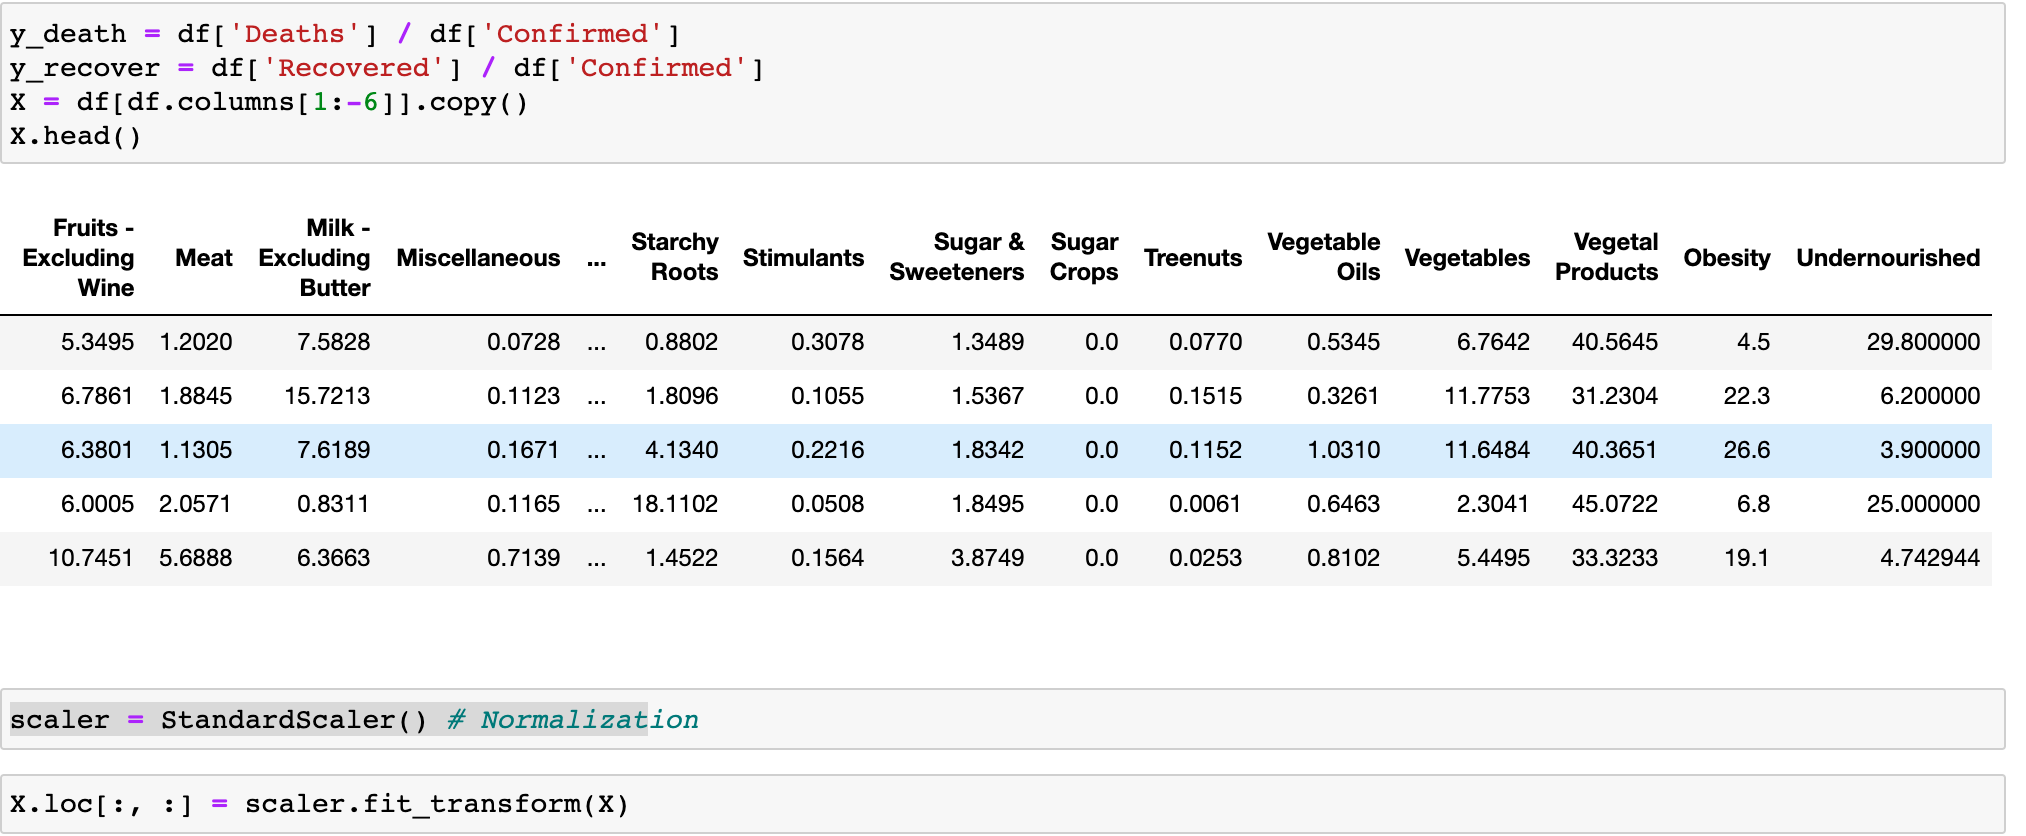 y_death = df['Deaths'] / df['Confirmed']
y_recover = df['Recovered'] / df['Confirmed']
X = df[df.columns[1:-6]].copy()
X.head()
Fruits - Excluding Wine Meat Milk - Excluding Butter Miscellaneous ... Starchy Roots Stimulants Sugar & Sweeteners Sugar Crops Treenuts Vegetable Oils Vegetables Vegetal Products Obesity Undernourished
5.3495 1.2020 7.5828 0.0728 ... 0.8802 0.3078 1.3489 0.0 0.0770 0.5345 6.7642 40.5645 4.5 29.800000
6.7861 1.8845 15.7213 0.1123 ... 1.8096 0.1055 1.5367 0.0 0.1515 0.3261 11.7753 31.2304 22.3 6.200000
6.3801 1.1305 7.6189 0.1671 ... 4.1340 0.2216 1.8342 0.0 0.1152 1.0310 11.6484 40.3651 26.6 3.900000
6.0005 2.0571 0.8311 0.1165 ... 18.1102 0.0508 1.8495 0.0 0.0061 0.6463 2.3041 45.0722 6.8 25.000000
10.7451 5.6888 6.3663 0.7139 ... 1.4522 0.1564 3.8749 0.0 0.0253 0.8102 5.4495 33.3233 19.1 4.742944
scaler = StandardScaler() # Normalization
X.loc[:, :] = scaler.fit_transform(X)